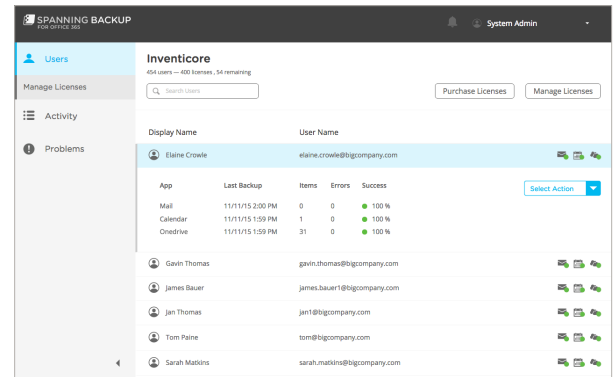 SPANNING BACKUP
FOR OFFICE 365
System Admin
Users
Manage Licenses
Activity
Problems
Inventicore
454 users — 400 licenses , 54 remaining
Search Users
Purchase Licenses
Manage Licenses
Display Name User Name
Elaine Crowle elaine.crowle@bigcompany.com
App Last Backup Items Errors Success
Mail 11/11/15 2:00 PM 0 0 100 %
Calendar 11/11/15 1:59 PM 1 0 100 %
Onedrive 11/11/15 1:59 PM 31 0 100 %
Select Action
Gavin Thomas gavin.thomas@bigcompany.com
James Bauer james.bauer1@bigcompany.com
Jan Thomas jan1@bigcompany.com
Tom Paine tom@bigcompany.com
Sarah Matkins sarah.matkins@bigcompany.com